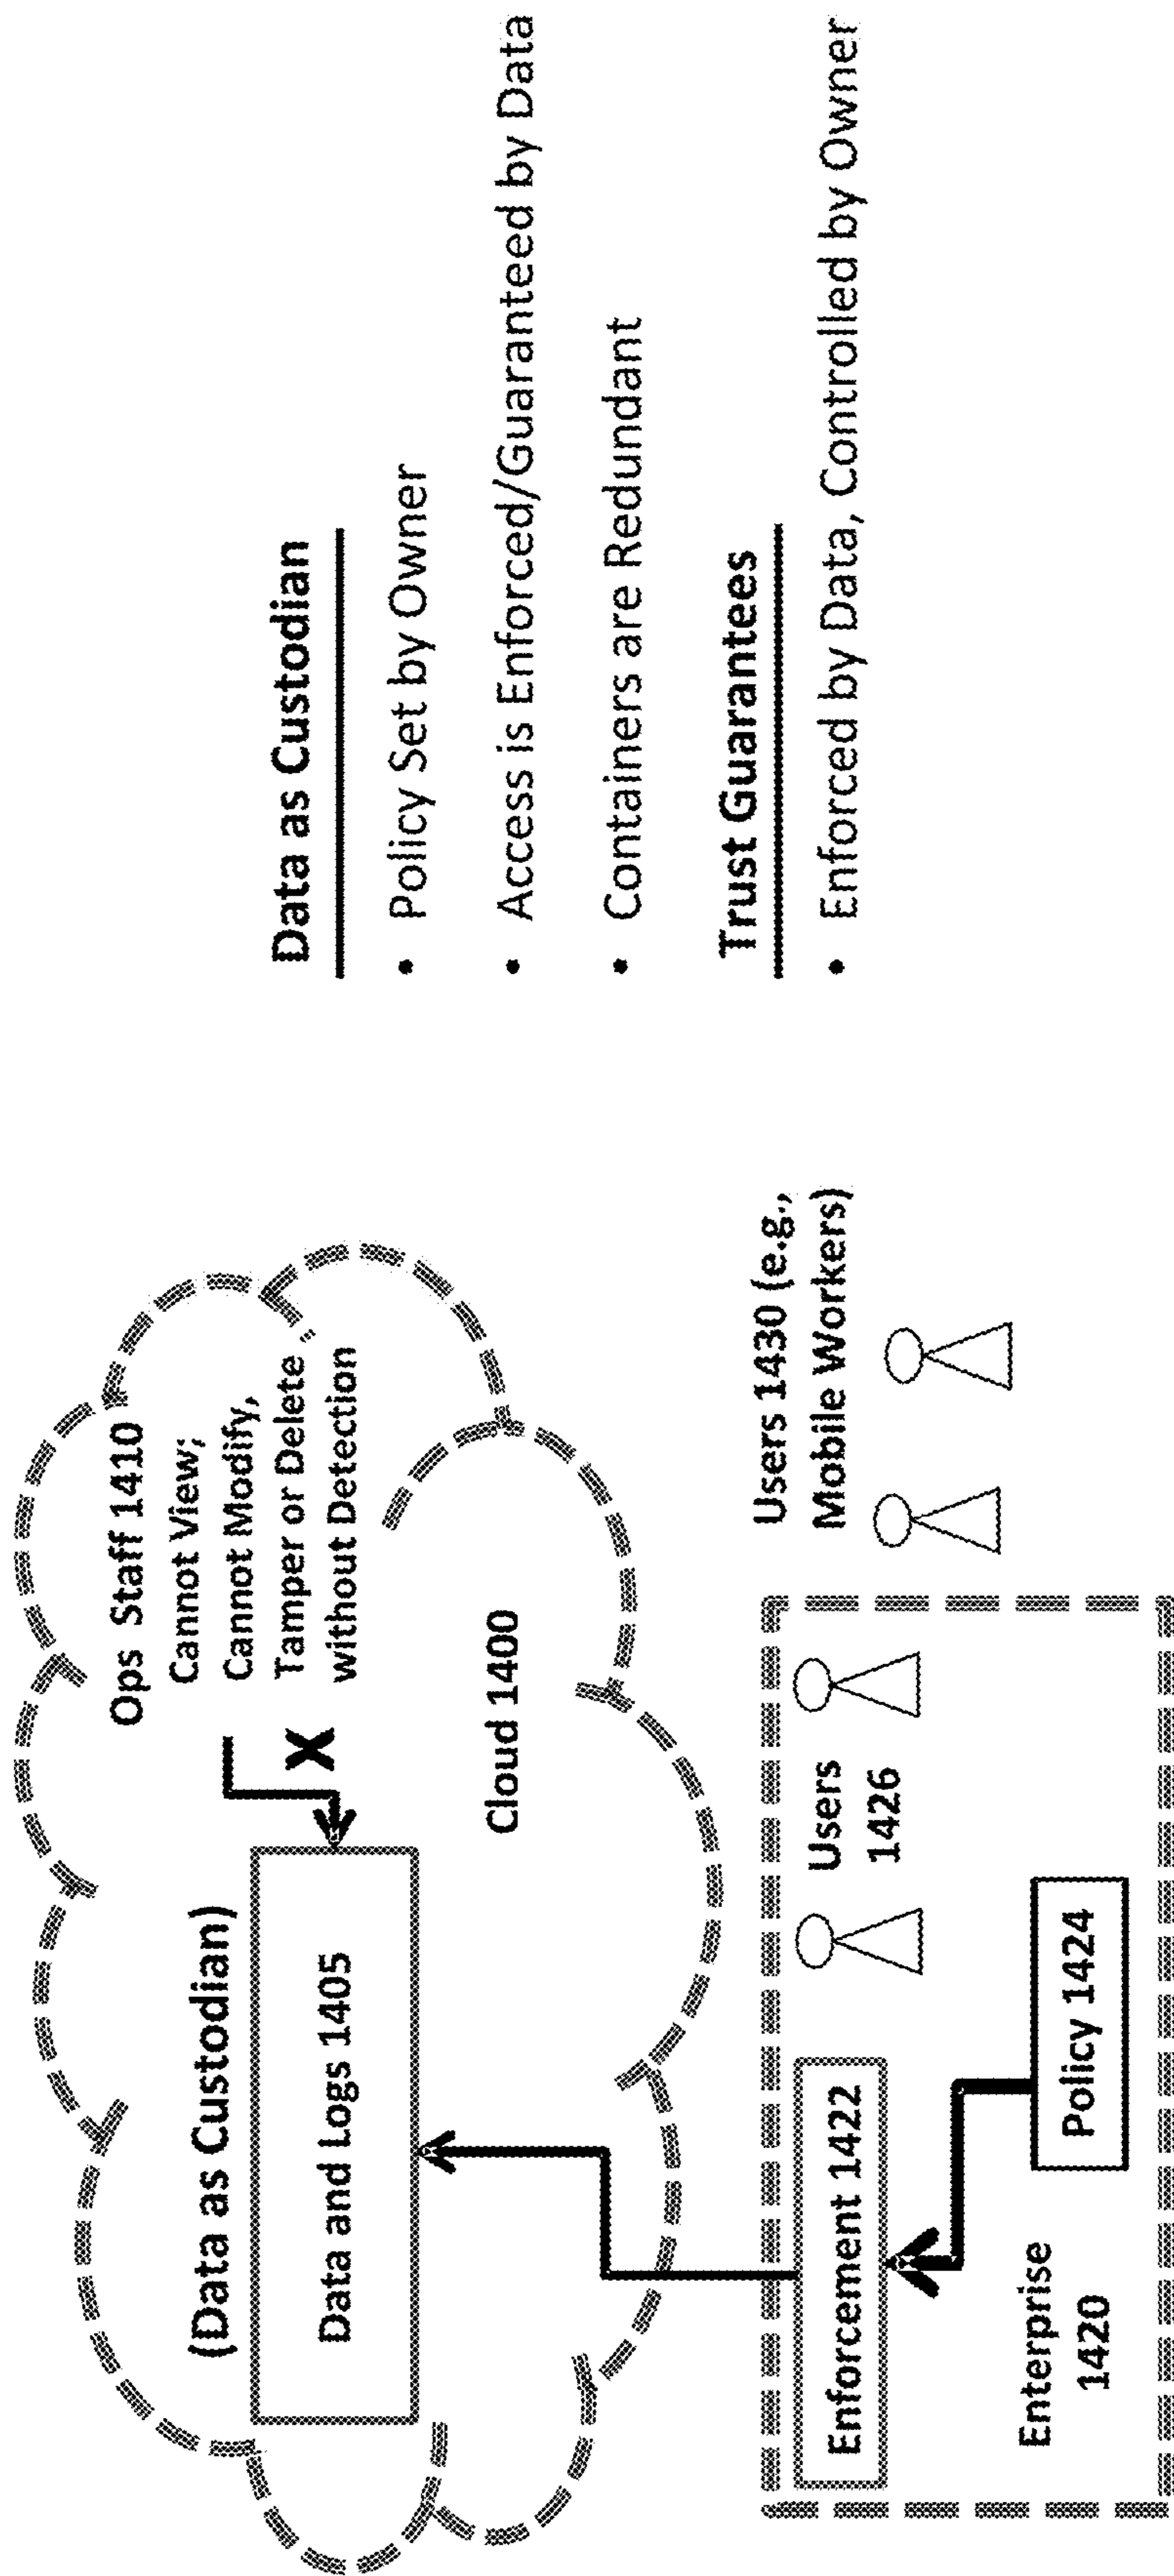 Ops Staff 1410
Cannot View;
Cannot Modify,
Tamper or Delete
without Detection
(Data as Custodian)
Data and Logs 1405
X
Cloud 1400
Enforcement 1422
Users
1426
Users 1430 (e.g.,
Mobile Workers)
Policy 1424
Enterprise
1420
Data as Custodian
• Policy Set by Owner
• Access is Enforced/Guaranteed by Data
• Containers are Redundant
Trust Guarantees
• Enforced by Data, Controlled by Owner